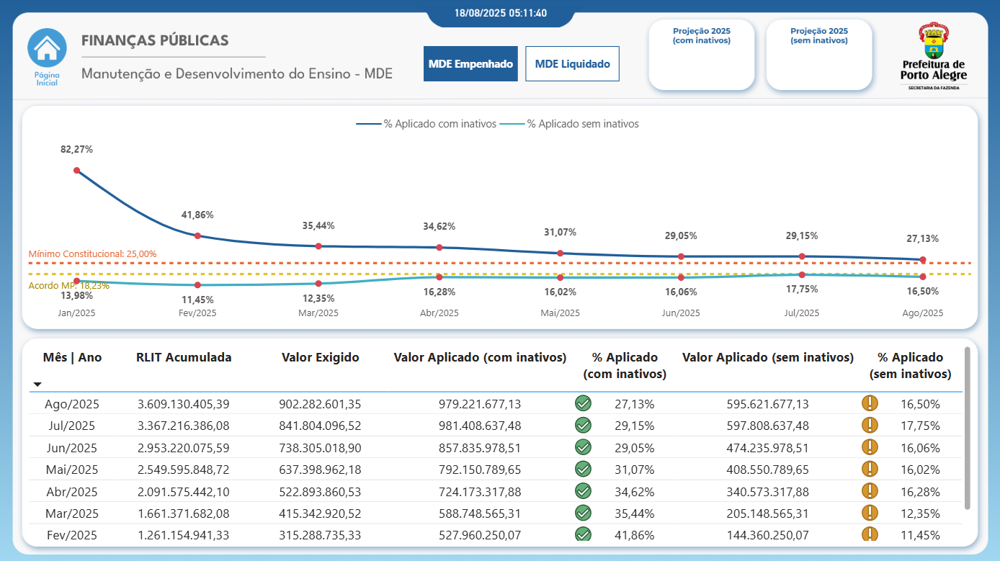 18/08/2025 05:11:40
FINANÇAS PÚBLICAS
Manutenção e Desenvolvimento do Ensino - MDE
Página
Inicial
MDE Empenhado
MDE Liquidado
Projeção 2025
(com inativos)
Projeção 2025
(sem inativos)
Prefeitura de
Porto Alegre
SECRETARIA DA FAZENDA
% Aplicado com inativos
% Aplicado sem inativos
82,27%
41,86%
35,44%
34,62%
31,07%
29,05%
29,15%
27,13%
Mínimo Constitucional: 25,00%
Acordo MP: 18,23%
13,98%
11,45%
12,35%
16,28%
16,02%
16,06%
17,75%
16,50%
Jan/2025 Fev/2025 Mar/2025 Abr/2025 Mai/2025 Jun/2025 Jul/2025 Ago/2025
Mês | Ano RLIT Acumulada Valor Exigido Valor Aplicado (com inativos) % Aplicado (com inativos) Valor Aplicado (sem inativos) % Aplicado (sem inativos)
Ago/2025 3.609.130.405,39 902.282.601,35 979.221.677,13 27,13% 595.621.677,13 16,50%
Jul/2025 3.367.216.386,08 841.804.096,52 981.408.637,48 29,15% 597.808.637,48 17,75%
Jun/2025 2.953.220.075,59 738.305.018,90 857.835.978,51 29,05% 474.235.978,51 16,06%
Mai/2025 2.549.595.848,72 637.398.962,18 792.150.789,65 31,07% 408.550.789,65 16,02%
Abr/2025 2.091.575.442,10 522.893.860,53 724.173.317,88 34,62% 340.573.317,88 16,28%
Mar/2025 1.661.371.682,08 415.342.920,52 588.748.565,31 35,44% 205.148.565,31 12,35%
Fev/2025 1.261.154.941,33 315.288.735,33 527.960.250,07 41,86% 144.360.250,07 11,45%